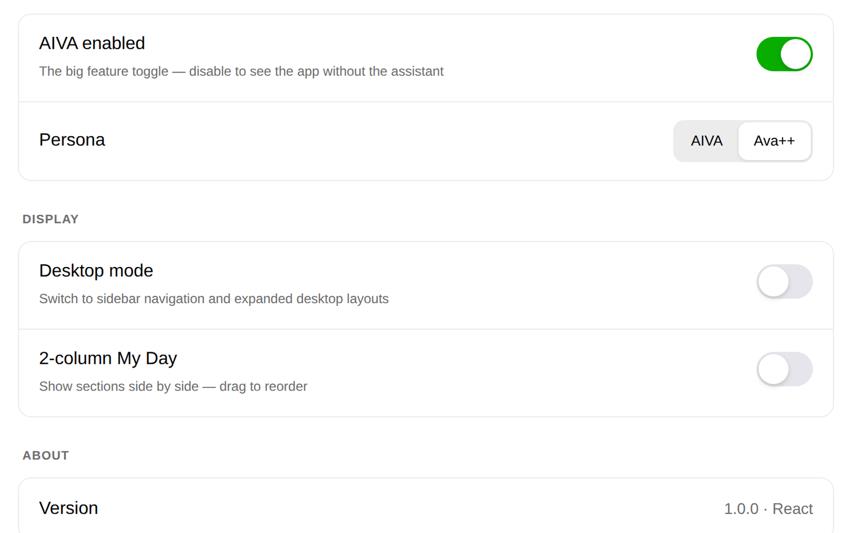 AIVA enabled
The big feature toggle — disable to see the app without the assistant
Persona
AIVA
Ava++
DISPLAY
Desktop mode
Switch to sidebar navigation and expanded desktop layouts
2-column My Day
Show sections side by side — drag to reorder
ABOUT
Version
1.0.0 · React